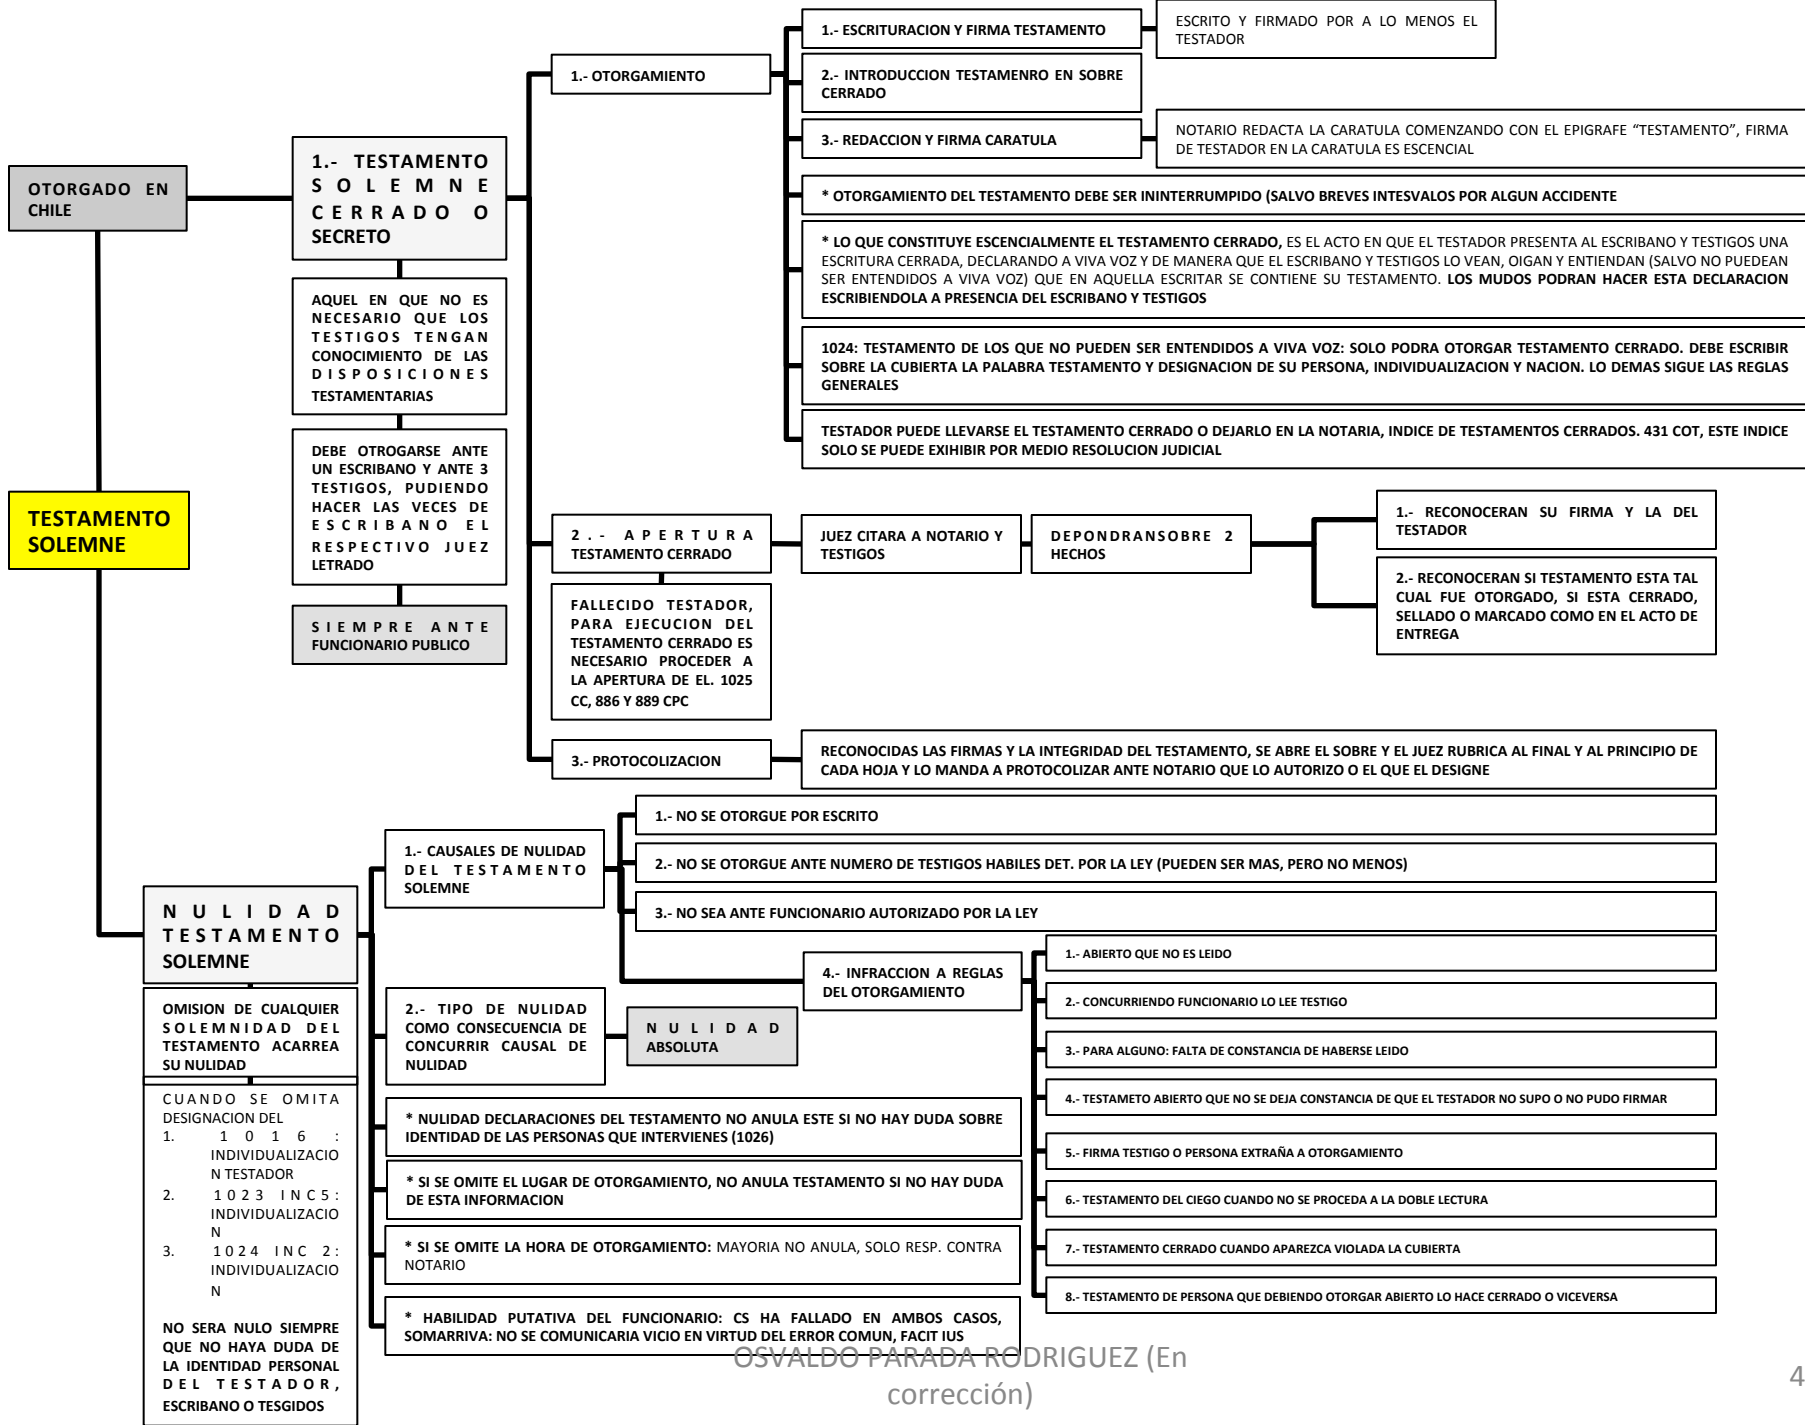 OTORGADO EN
CHILE
TESTAMENTO
SOLEMNE
1.- TESTAMENTO
SOLEMNE
CERRADO O
SECRETO
AQUEL EN QUE NO ES
NECESARIO QUE LOS
TESTIGOS TENGAN
CONOCIMIENTO DE LAS
DISPOSICIONES
TESTAMENTARIAS
DEBE OTROGARSE ANTE
UN ESCRIBANO Y ANTE 3
TESTIGOS, PUDIENDO
HACER LAS VECES DE
ESCRIBANO EL
RESPECTIVO JUEZ
LETRADO
SIEMPRE ANTE
FUNCIONARIO PUBLICO
1.- OTORGAMIENTO
1.- ESCRITURACION Y FIRMA TESTAMENTO
ESCRITO Y FIRMADO POR A LO MENOS EL
TESTADOR
2.- INTRODUCCION TESTAMENRO EN SOBRE
CERRADO
3.- REDACCION Y FIRMA CARATULA
NOTARIO REDACTA LA CARATULA COMENZANDO CON EL EPIGRAFE “TESTAMENTO”, FIRMA
DE TESTADOR EN LA CARATULA ES ESCENCIAL
* OTORGAMIENTO DEL TESTAMENTO DEBE SER ININTERRUMPIDO (SALVO BREVES INTESVALOS POR ALGUN ACCIDENTE
* LO QUE CONSTITUYE ESCENCIALMENTE EL TESTAMENTO CERRADO, ES EL ACTO EN QUE EL TESTADOR PRESENTA AL ESCRIBANO Y TESTIGOS UNA
ESCRITURA CERRADA, DECLARANDO A VIVA VOZ Y DE MANERA QUE EL ESCRIBANO Y TESTIGOS LO VEAN, OIGAN Y ENTIENDAN (SALVO NO PUEDEAN
SER ENTENDIDOS A VIVA VOZ) QUE EN AQUELLA ESCRITAR SE CONTIENE SU TESTAMENTO. LOS MUDOS PODRAN HACER ESTA DECLARACION
ESCRIBIENDOLA A PRESENCIA DEL ESCRIBANO Y TESTIGOS
1024: TESTAMENTO DE LOS QUE NO PUEDEN SER ENTENDIDOS A VIVA VOZ: SOLO PODRA OTORGAR TESTAMENTO CERRADO. DEBE ESCRIBIR
SOBRE LA CUBIERTA LA PALABRA TESTAMENTO Y DESIGNACION DE SU PERSONA, INDIVIDUALIZACION Y NACION. LO DEMAS SIGUE LAS REGLAS
GENERALES
TESTADOR PUEDE LLEVARSE EL TESTAMENTO CERRADO O DEJARLO EN LA NOTARIA, INDICE DE TESTAMENTOS CERRADOS. 431 COT, ESTE INDICE
SOLO SE PUEDE EXIHIBIR POR MEDIO RESOLUCION JUDICIAL
2.- APERTURA
TESTAMENTO CERRADO
JUEZ CITARA A NOTARIO Y
TESTIGOS
DEPONDRANSOBRE 2
HECHOS
1.- RECONOCERAN SU FIRMA Y LA DEL
TESTADOR
2.- RECONOCERAN SI TESTAMENTO ESTA TAL
CUAL FUE OTORGADO, SI ESTA CERRADO,
SELLADO O MARCADO COMO EN EL ACTO DE
ENTREGA
FALLECIDO TESTADOR,
PARA EJECUCION DEL
TESTAMENTO CERRADO ES
NECESARIO PROCEDER A
LA APERTURA DE EL. 1025
CC, 886 Y 889 CPC
3.- PROTOCOLIZACION
RECONOCIDAS LAS FIRMAS Y LA INTEGRIDAD DEL TESTAMENTO, SE ABRE EL SOBRE Y EL JUEZ RUBRICA AL FINAL Y AL PRINCIPIO DE
CADA HOJA Y LO MANDA A PROTOCOLIZAR ANTE NOTARIO QUE LO AUTORIZO O EL QUE EL DESIGNE
NULIDAD
TESTAMENTO
SOLEMNE
OMISION DE CUALQUIER
SOLEMNIDAD DEL
TESTAMENTO ACARREA
SU NULIDAD
CUANDO SE OMITA
DESIGNACION DEL
1. 1016 :
INDIVIDUALIZACIO
N TESTADOR
2. 1023 INC5:
INDIVIDUALIZACIO
N
3. 1024 INC 2:
INDIVIDUALIZACIO
N
NO SERA NULO SIEMPRE
QUE NO HAYA DUDA DE
LA IDENTIDAD PERSONAL
DEL TESTADOR,
ESCRIBANO O TESGIDOS
1.- CAUSALES DE NULIDAD
DEL TESTAMENTO
SOLEMNE
1.- NO SE OTORGUE POR ESCRITO
2.- NO SE OTORGUE ANTE NUMERO DE TESTIGOS HABILES DET. POR LA LEY (PUEDEN SER MAS, PERO NO MENOS)
3.- NO SEA ANTE FUNCIONARIO AUTORIZADO POR LA LEY
4.- INFRACCION A REGLAS
DEL OTORGAMIENTO
1.- ABIERTO QUE NO ES LEIDO
2.- CONCURRIENDO FUNCIONARIO LO LEE TESTIGO
3.- PARA ALGUNO: FALTA DE CONSTANCIA DE HABERSE LEIDO
4.- TESTAMETO ABIERTO QUE NO SE DEJA CONSTANCIA DE QUE EL TESTADOR NO SUPO O NO PUDO FIRMAR
5.- FIRMA TESTIGO O PERSONA EXTRAÑA A OTORGAMIENTO
6.- TESTAMENTO DEL CIEGO CUANDO NO SE PROCEDA A LA DOBLE LECTURA
7.- TESTAMENTO CERRADO CUANDO APAREZCA VIOLADA LA CUBIERTA
8.- TESTAMENTO DE PERSONA QUE DEBIENDO OTORGAR ABIERTO LO HACE CERRADO O VICEVERSA
2.- TIPO DE NULIDAD
COMO CONSECUENCIA DE
CONCURRIR CAUSAL DE
NULIDAD
NULIDAD
ABSOLUTA
* NULIDAD DECLARACIONES DEL TESTAMENTO NO ANULA ESTE SI NO HAY DUDA SOBRE
IDENTIDAD DE LAS PERSONAS QUE INTERVIENES (1026)
* SI SE OMITE EL LUGAR DE OTORGAMIENTO, NO ANULA TESTAMENTO SI NO HAY DUDA
DE ESTA INFORMACION
* SI SE OMITE LA HORA DE OTORGAMIENTO: MAYORIA NO ANULA, SOLO RESP. CONTRA
NOTARIO
* HABILIDAD PUTATIVA DEL FUNCIONARIO: CS HA FALLADO EN AMBOS CASOS,
SOMARRIVA: NO SE COMUNICARIA VICIO EN VIRTUD DEL ERROR COMUN, FACIT IUS
OSVALDO PARADA RODRIGUEZ (En
corrección)
4